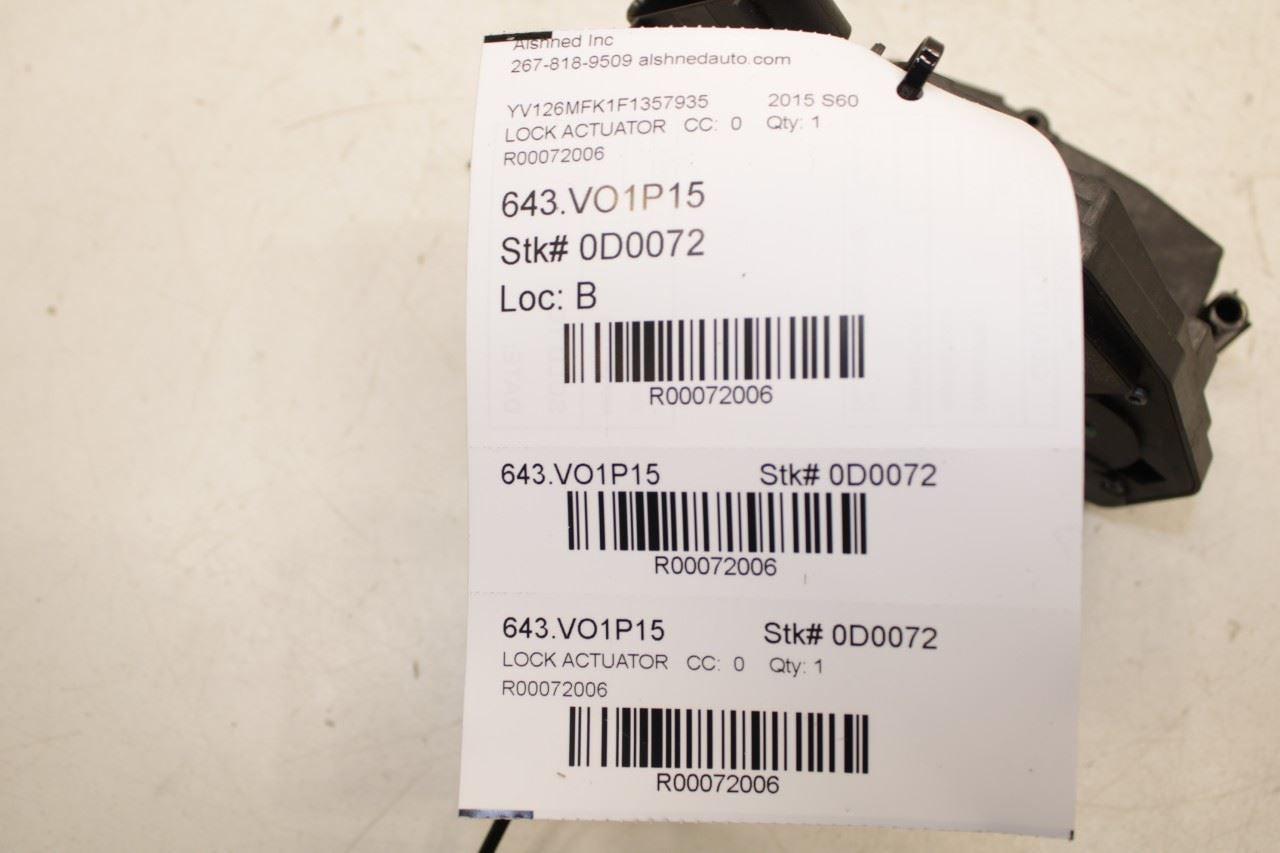 Alshned Inc
267-818-9509 alshnedauto.com
YV126MFK1F1357935 2015 S60
LOCK ACTUATOR CC: 0 Qty: 1
R00072006
643.VO1P15
Stk# 0D0072
Loc: B
R00072006
643.VO1P15 Stk# 0D0072
R00072006
643.VO1P15 Stk# 0D0072
LOCK ACTUATOR CC: 0 Qty: 1
R00072006
R00072006